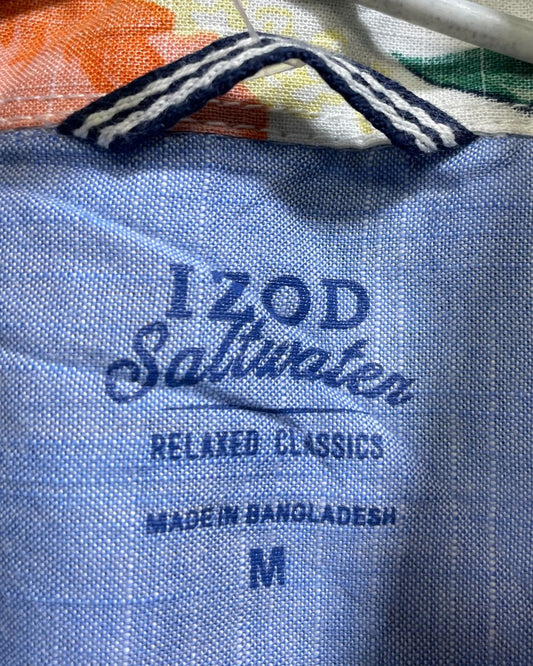 IZOD
Saltwater
RELAXED CLASSICS
MADE IN BANGLADESH
M